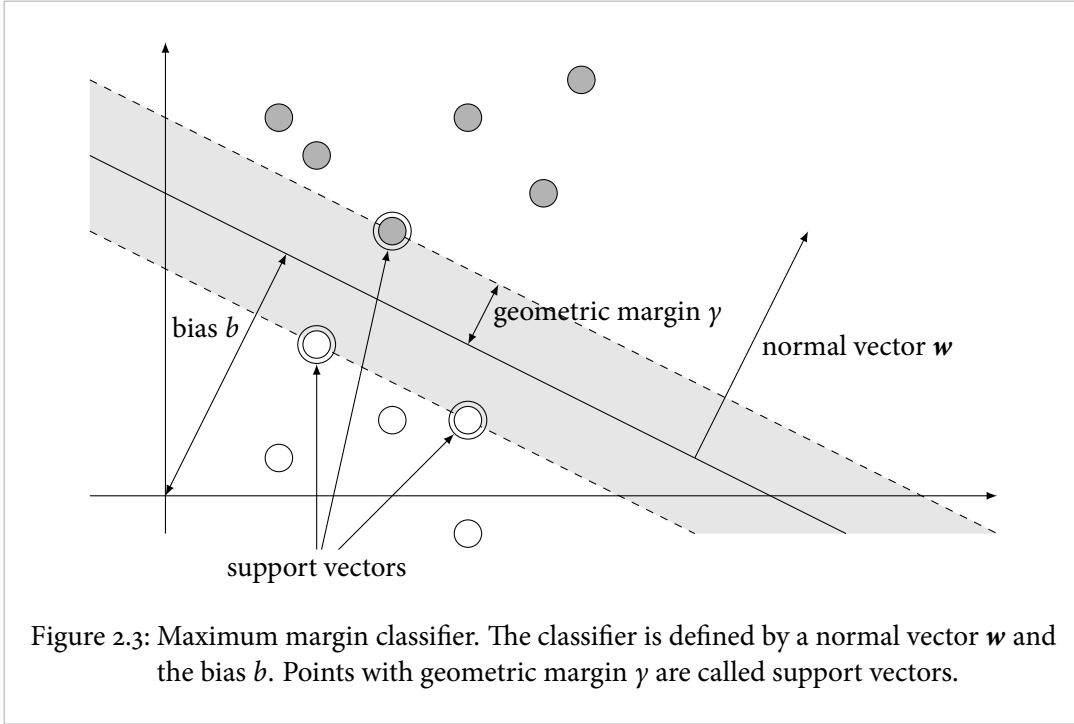 geometric margin γ
bias b
normal vector w
support vectors
Figure 2.3: Maximum margin classifier. The classifier is defined by a normal vector w and
the bias b. Points with geometric margin γ are called support vectors.